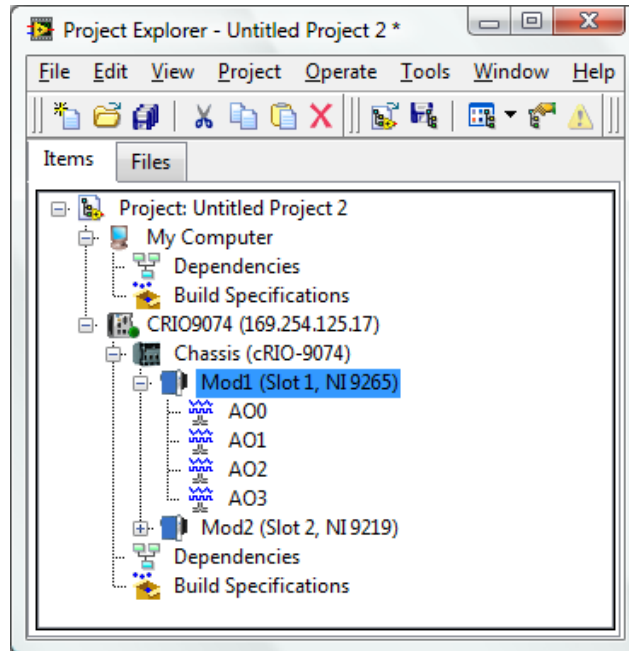 Project Explorer - Untitled Project 2 *
File Edit View Project Operate Tools Window Help
Items Files
Project: Untitled Project 2
My Computer
Dependencies
Build Specifications
CRIO9074 (169.254.125.17)
Chassis (cRIO-9074)
Mod1 (Slot 1, NI 9265)
AO0
AO1
AO2
AO3
Mod2 (Slot 2, NI 9219)
Dependencies
Build Specifications